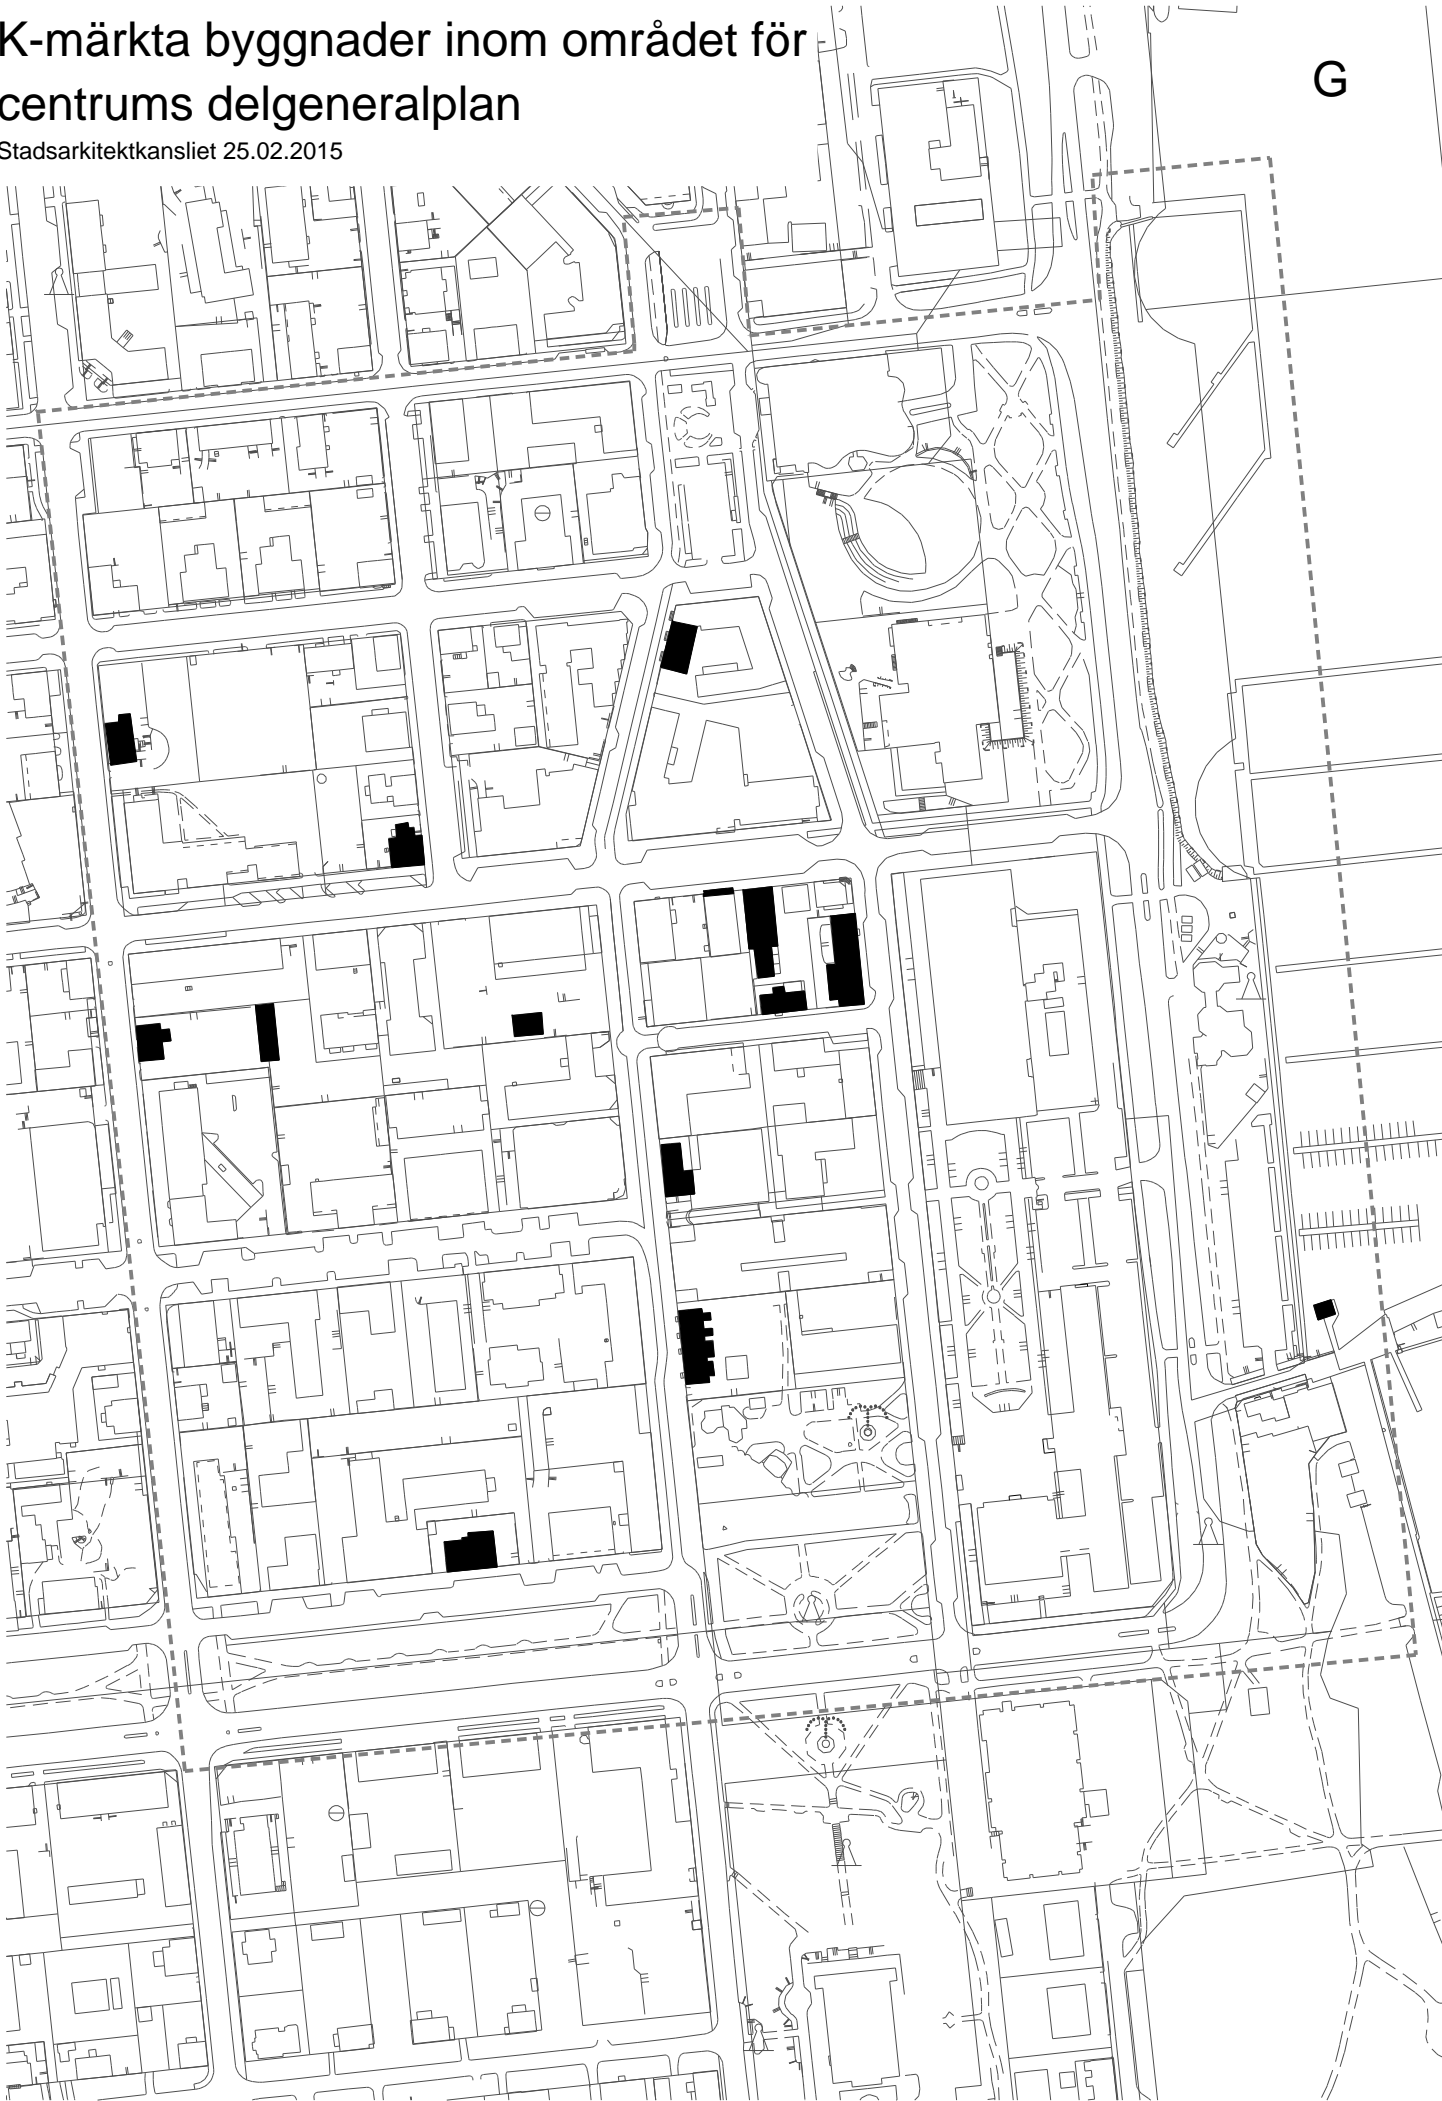 K-märkta byggnader inom området för
centrums delgeneralplan
Stadsarkitektkansliet 25.02.2015
G